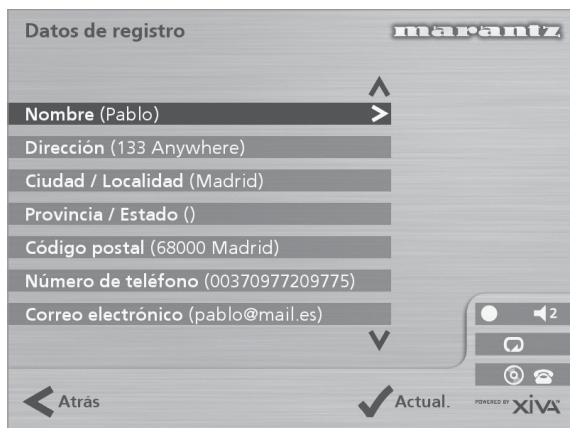 Datos de registro
marantz
Nombre (Pablo)
Dirección (133 Anywhere)
Ciudad / Localidad (Madrid)
Provincia / Estado ()
Código postal (68000 Madrid)
Número de teléfono (00370977209775)
Correo electrónico (pablo@mail.es)
2
Atrás
Actual.
POWERED BY XiVA